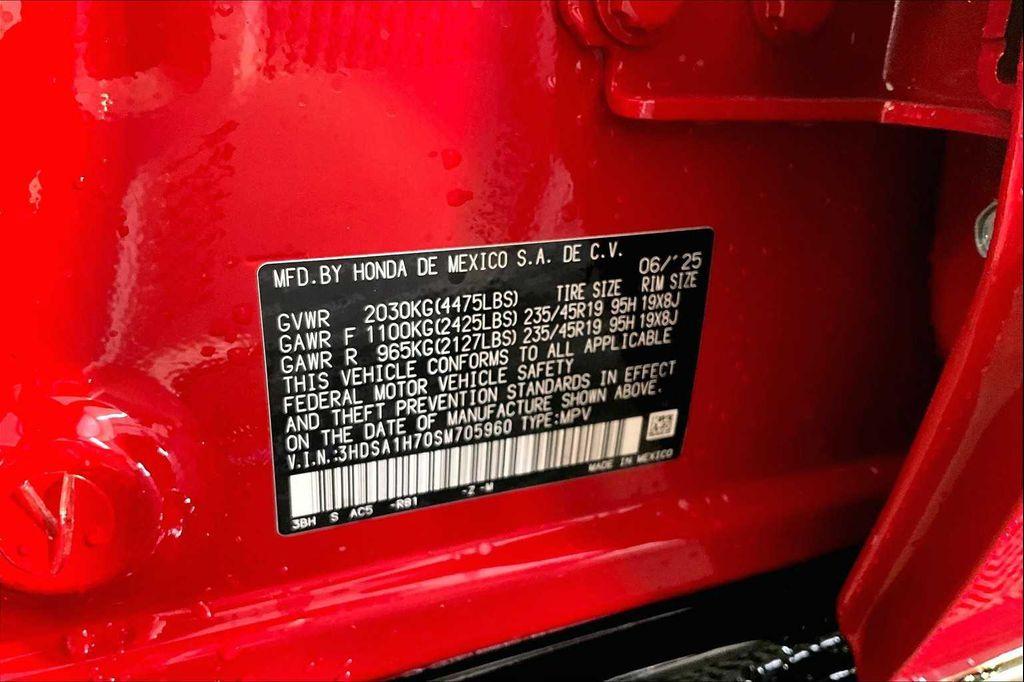 MFD.BY HONDA DE MEXICO S.A. DE C.V. 06/'25
GVWR 2030KG(4475LBS) TIRE SIZE RIM SIZE
GAWR F 1100KG(2425LBS) 235/45R19 95H 19X8J
GAWR R 965KG(2127LBS) 235/45R19 95H 19X8J
THIS VEHICLE CONFORMS TO ALL APPLICABLE
FEDERAL MOTOR VEHICLE SAFETY
AND THEFT PREVENTION STANDARDS IN EFFECT
ON THE DATE OF MANUFACTURE SHOWN ABOVE.
V.I.N.:3HDSA1H70SM705960 TYPE:MPV
MADE IN MEXICO
3BH S AC5 -RB1 -Z -M